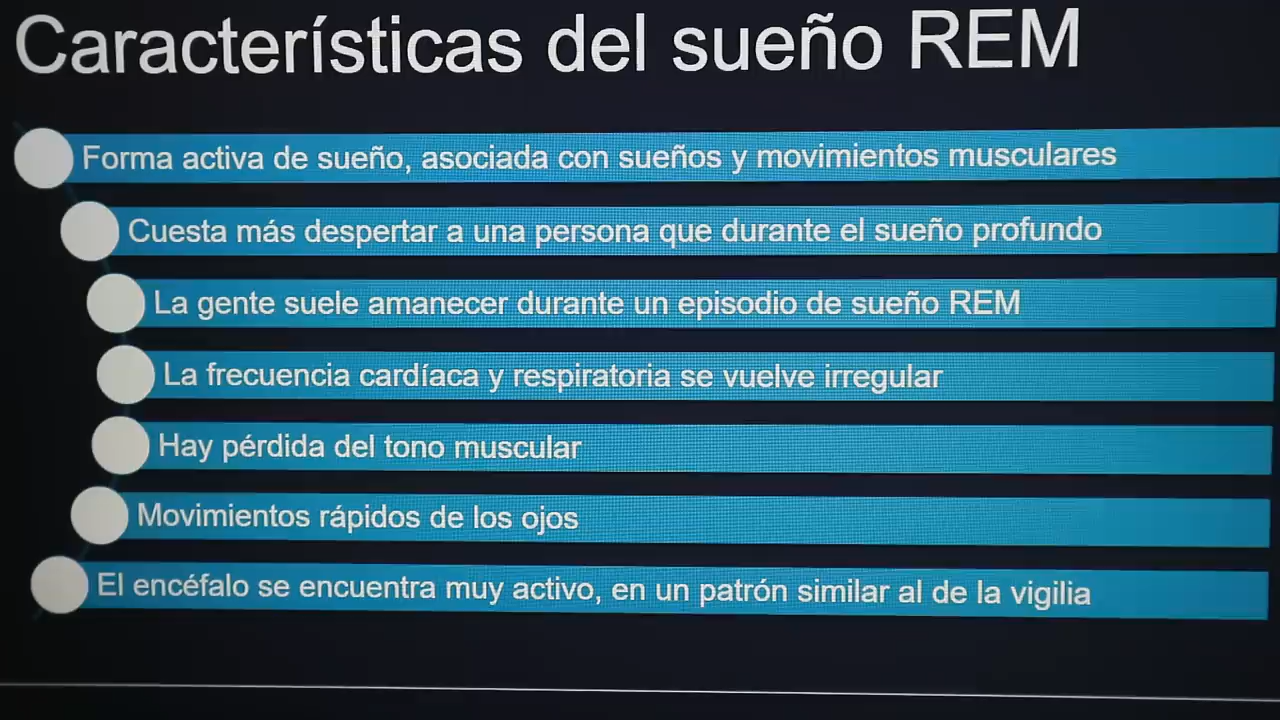 Características del sueño REM
Forma activa de sueño, asociada con sueños y movimientos musculares
Cuesta más despertar a una persona que durante el sueño profundo
La gente suele amanecer durante un episodio de sueño REM
La frecuencia cardíaca y respiratoria se vuelve irregular
Hay pérdida del tono muscular
Movimientos rápidos de los ojos
El encéfalo se encuentra muy activo, en un patrón similar al de la vigilia